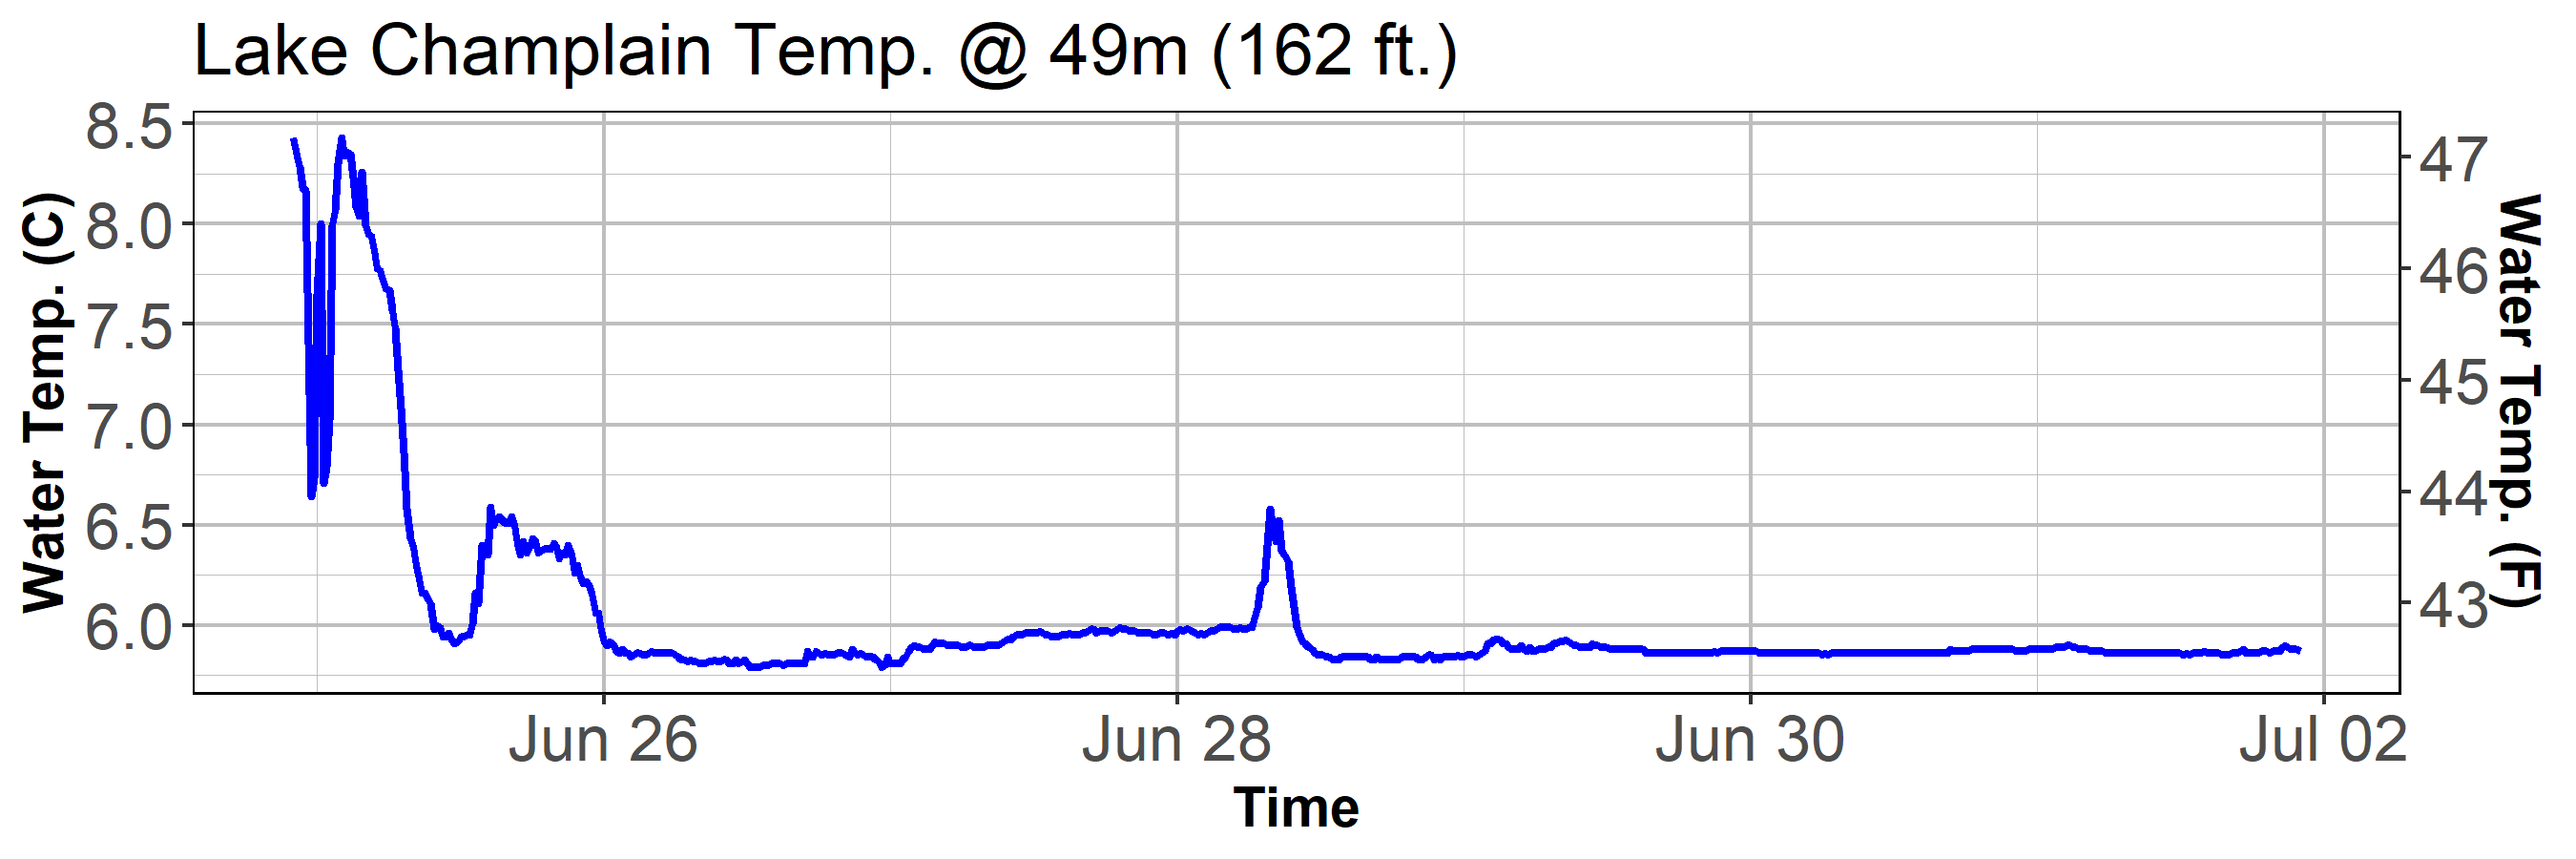 Lake Champlain Temp. @ 49m (162 ft.)
Water Temp. (C)
8.5
8.0
7.5
7.0
6.5
6.0
47
46
45
44
43
Water Temp. (F)
Jun 26
Jun 28
Jun 30
Jul 02
Time